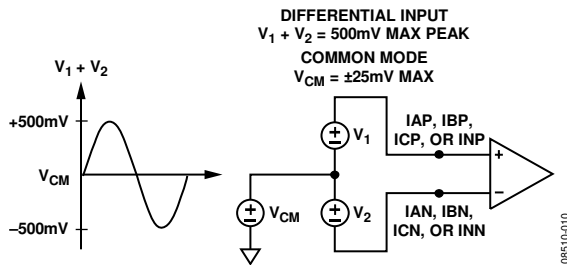 DIFFERENTIAL INPUT
V1 + V2 = 500mV MAX PEAK
COMMON MODE
VCM = ±25mV MAX
V1 + V2
+500mV
VCM
–500mV
V1
VCM
V2
IAP, IBP,
ICP, OR INP
+
–
IAN, IBN,
ICN, OR INN
08510-010